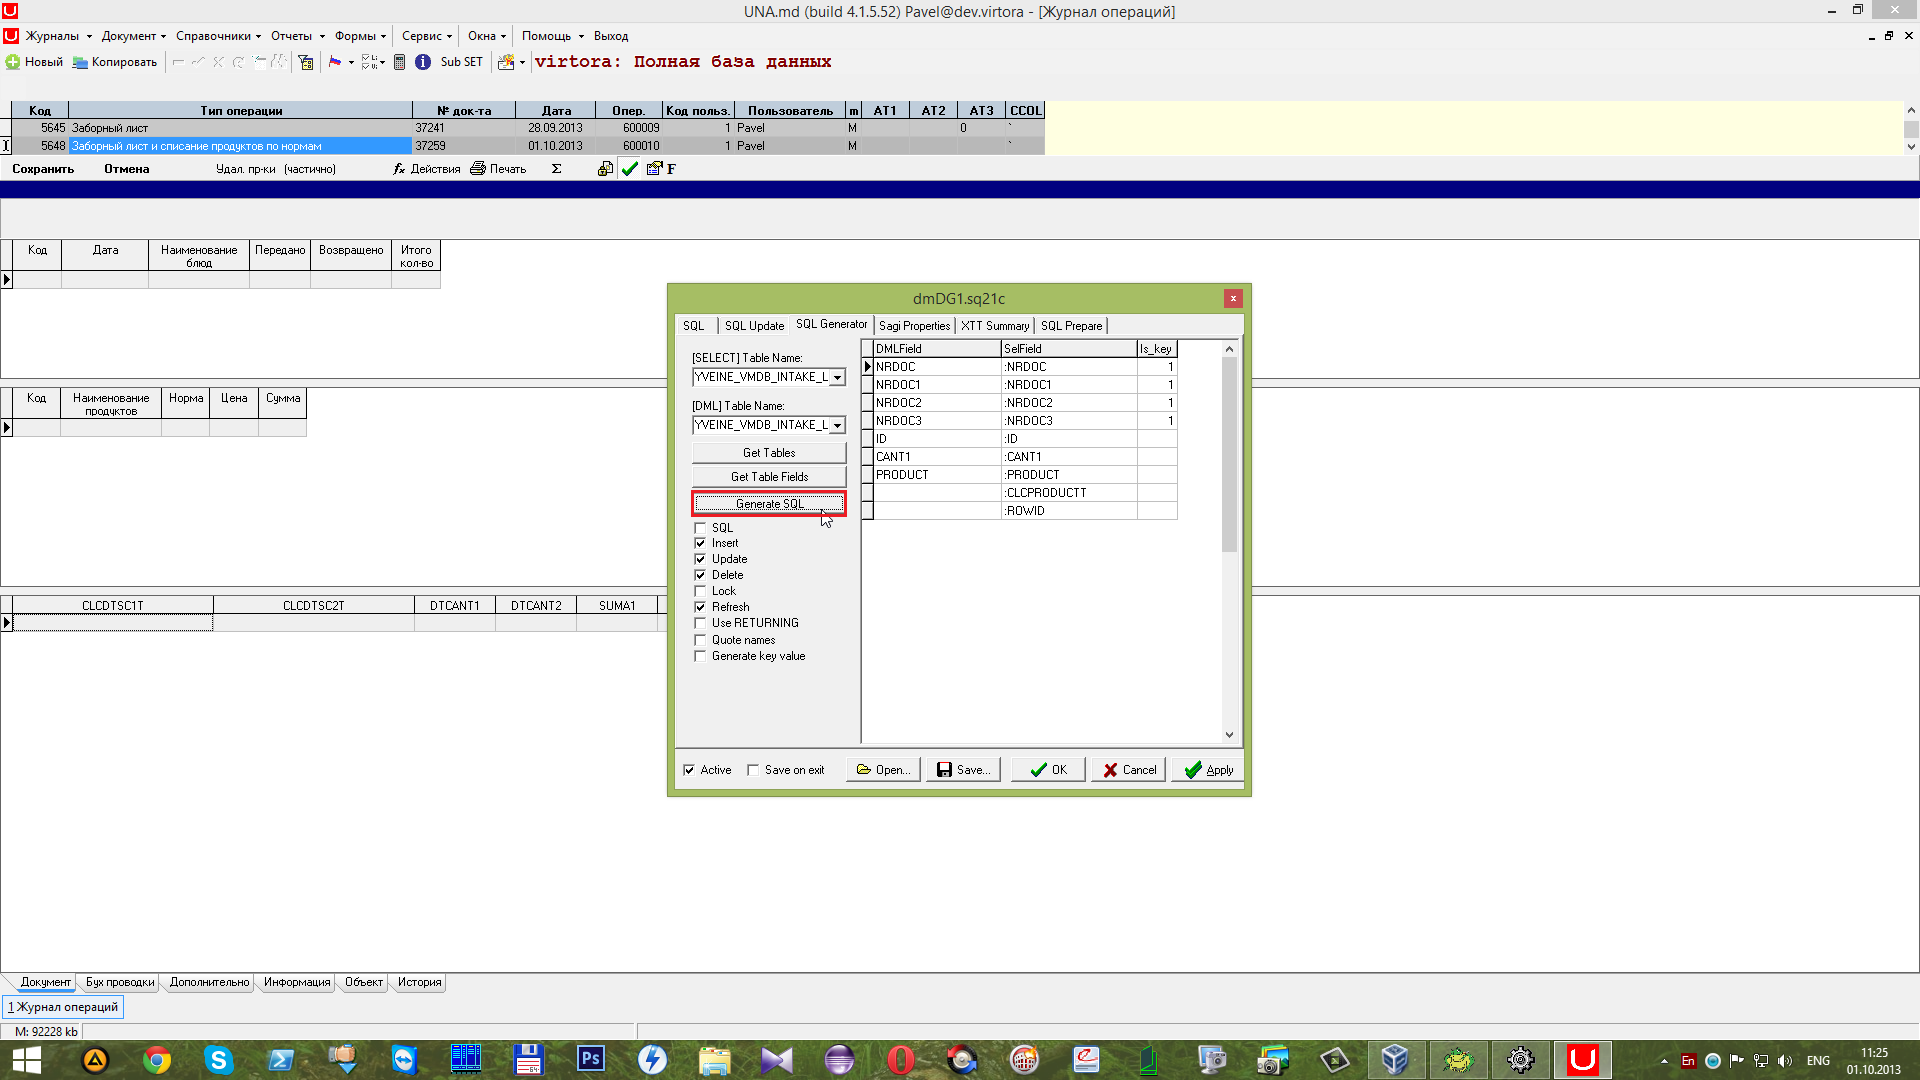 UNA.md (build 4.1.5.52) Pavel@dev.virtora - [Журнал операций]
Журналы Документ Справочники Отчеты Формы Сервис Окна Помощь Выход
Новый Копировать Sub SET virtora: Полная база данных
Код Тип операции № док-та Дата Опер. Код польз. Пользователь m AT1 AT2 AT3 CCOL
5645 Заборный лист 37241 28.09.2013 600009 1 Pavel M 0 `
5648 Заборный лист и списание продуктов по нормам 37259 01.10.2013 600010 1 Pavel M `
Сохранить Отмена Удал. пр-ки (частично) fx Действия Печать Σ F
Код Дата Наименование блюд Передано Возвращено Итого кол-во
Код Наименование продуктов Норма Цена Сумма
CLCDTSC1T CLCDTSC2T DTCANT1 DTCANT2 SUMA1
dmDG1.sq21c
SQL SQL Update SQL Generator Sagi Properties XTT Summary SQL Prepare
[SELECT] Table Name:
YVEINE_VMDB_INTAKE_L
[DML] Table Name:
YVEINE_VMDB_INTAKE_L
Get Tables
Get Table Fields
Generate SQL
SQL
Insert
Update
Delete
Lock
Refresh
Use RETURNING
Quote names
Generate key value
DMLField SelField Is_key
NRDOC :NRDOC 1
NRDOC1 :NRDOC1 1
NRDOC2 :NRDOC2 1
NRDOC3 :NRDOC3 1
ID :ID
CANT1 :CANT1
PRODUCT :PRODUCT
:CLCPRODUCTT
:ROWID
Active Save on exit Open... Save... OK Cancel Apply
Документ Бух проводки Дополнительно Информация Объект История
1 Журнал операций
M: 92228 kb
Ps
En ENG 11:25
01.10.2013